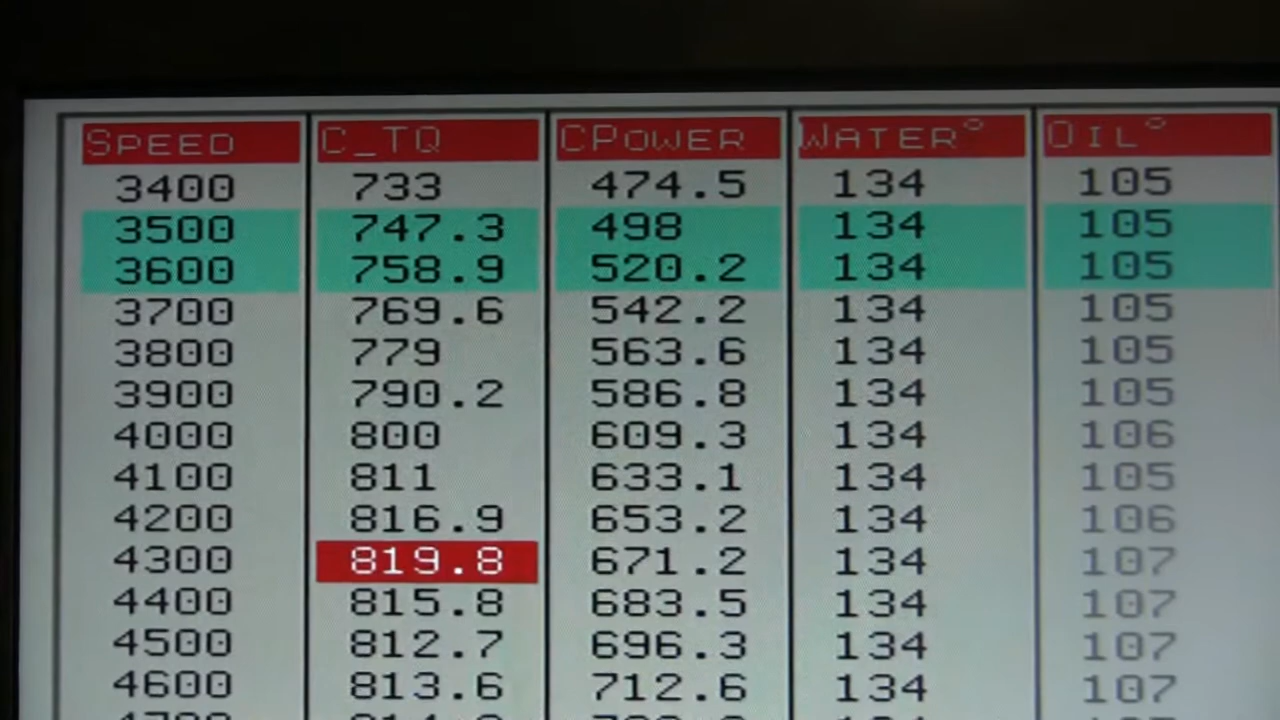 SPEED C_TQ CPOWER WATER° OIL°
3400 733 474.5 134 105
3500 747.3 498 134 105
3600 758.9 520.2 134 105
3700 769.6 542.2 134 105
3800 779 563.6 134 105
3900 790.2 586.8 134 105
4000 800 609.3 134 106
4100 811 633.1 134 105
4200 816.9 653.2 134 106
4300 819.8 671.2 134 107
4400 815.8 683.5 134 107
4500 812.7 696.3 134 107
4600 813.6 712.6 134 107